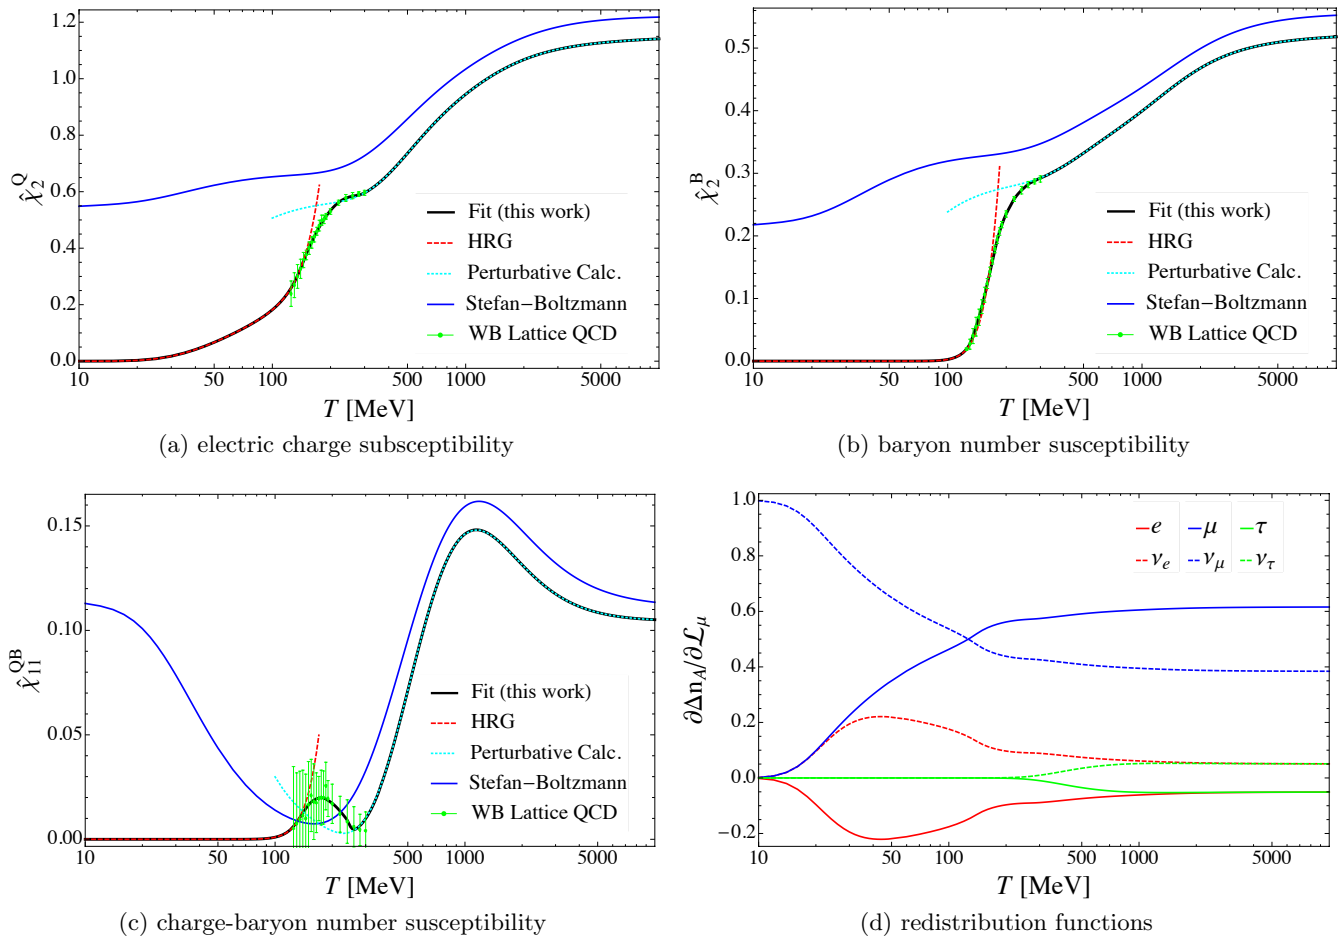 1.2
1.0
0.8
0.6
0.4
0.2
0.0
χ̂₂^Q
Fit (this work)
HRG
Perturbative Calc.
Stefan−Boltzmann
WB Lattice QCD
10 50 100 500 1000 5000
T [MeV]
(a) electric charge subsceptibility
0.5
0.4
0.3
0.2
0.1
0.0
χ̂₂^B
Fit (this work)
HRG
Perturbative Calc.
Stefan−Boltzmann
WB Lattice QCD
10 50 100 500 1000 5000
T [MeV]
(b) baryon number susceptibility
0.15
0.10
0.05
0.00
χ̂₁₁^QB
Fit (this work)
HRG
Perturbative Calc.
Stefan−Boltzmann
WB Lattice QCD
10 50 100 500 1000 5000
T [MeV]
(c) charge-baryon number susceptibility
1.0
0.8
0.6
0.4
0.2
0.0
−0.2
∂Δn_A/∂ℒ_μ
e μ τ
ν_e ν_μ ν_τ
10 50 100 500 1000 5000
T [MeV]
(d) redistribution functions